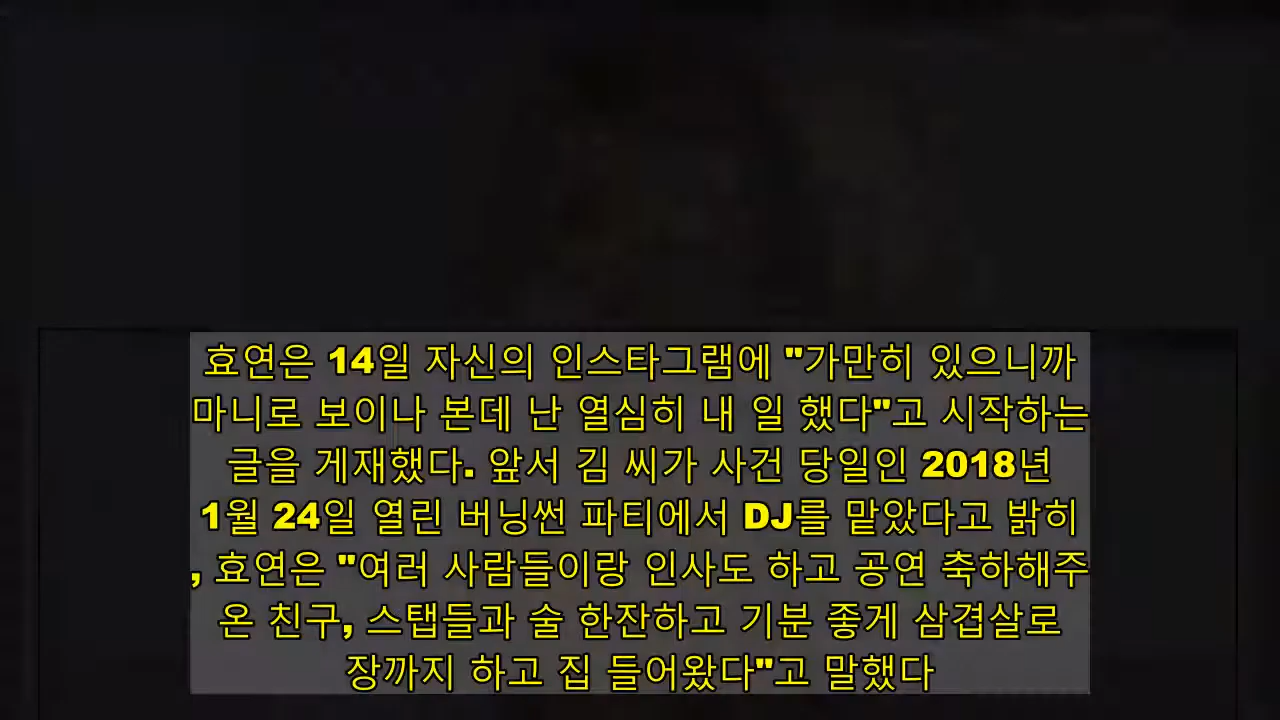 효연은 14일 자신의 인스타그램에 "가만히 있으니까
마니로 보이나 본데 난 열심히 내 일 했다"고 시작하는
글을 게재했다. 앞서 김 씨가 사건 당일인 2018년
1월 24일 열린 버닝썬 파티에서 DJ를 맡았다고 밝히
, 효연은 "여러 사람들이랑 인사도 하고 공연 축하해주
온 친구, 스탭들과 술 한잔하고 기분 좋게 삼겹살로
장까지 하고 집 들어왔다"고 말했다